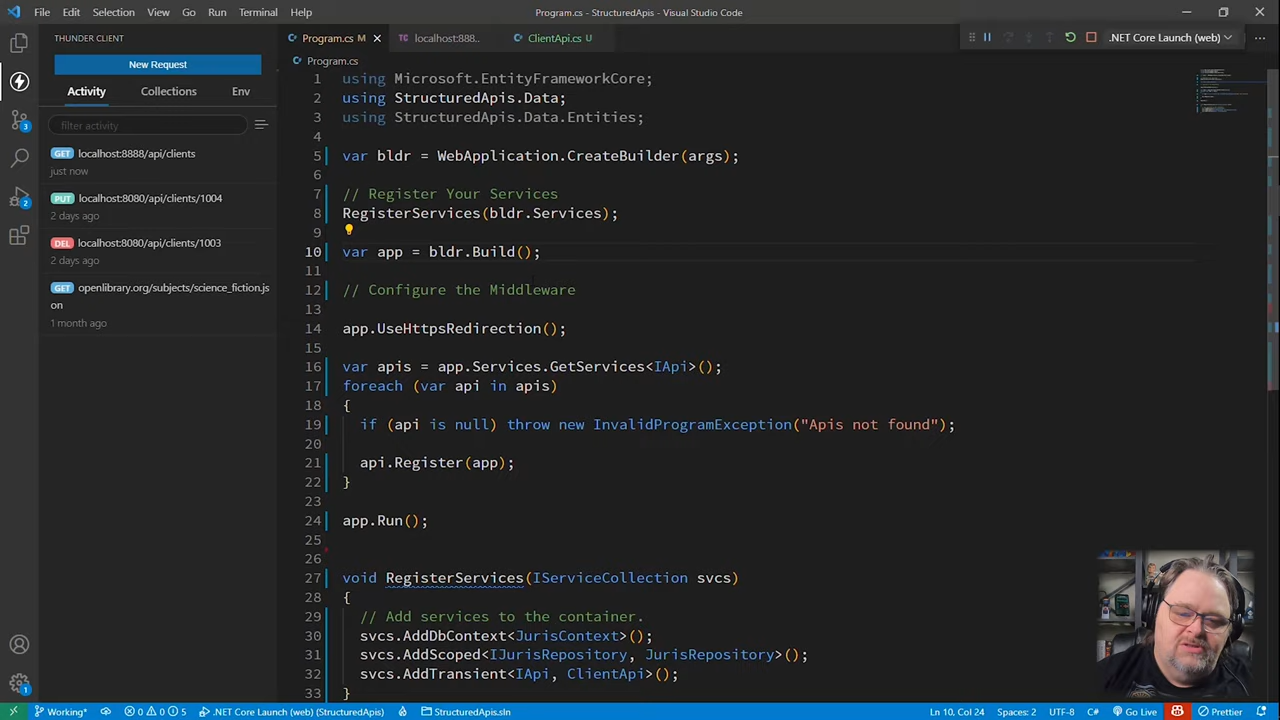 File Edit Selection View Go Run Terminal Help
Program.cs - StructuredApis - Visual Studio Code
THUNDER CLIENT
New Request
Activity Collections Env
filter activity
GET localhost:8888/api/clients
just now
PUT localhost:8080/api/clients/1004
2 days ago
DEL localhost:8080/api/clients/1003
2 days ago
GET openlibrary.org/subjects/science_fiction.js
on
1 month ago
Program.cs M
TC localhost:888..
ClientApi.cs U
.NET Core Launch (web)
Program.cs
1 using Microsoft.EntityFrameworkCore;
2 using StructuredApis.Data;
3 using StructuredApis.Data.Entities;
4
5 var bldr = WebApplication.CreateBuilder(args);
6
7 // Register Your Services
8 RegisterServices(bldr.Services);
9
10 var app = bldr.Build();
11
12 // Configure the Middleware
13
14 app.UseHttpsRedirection();
15
16 var apis = app.Services.GetServices<IApi>();
17 foreach (var api in apis)
18 {
19 if (api is null) throw new InvalidProgramException("Apis not found");
20
21 api.Register(app);
22 }
23
24 app.Run();
25
26
27 void RegisterServices(IServiceCollection svcs)
28 {
29 // Add services to the container.
30 svcs.AddDbContext<JurisContext>();
31 svcs.AddScoped<IJurisRepository, JurisRepository>();
32 svcs.AddTransient<IApi, ClientApi>();
33 }
3
2
1
Working* 0 0 5 .NET Core Launch (web) (StructuredApis) StructuredApis.sln Ln 10, Col 24 Spaces: 2 UTF-8 C# Go Live Prettier